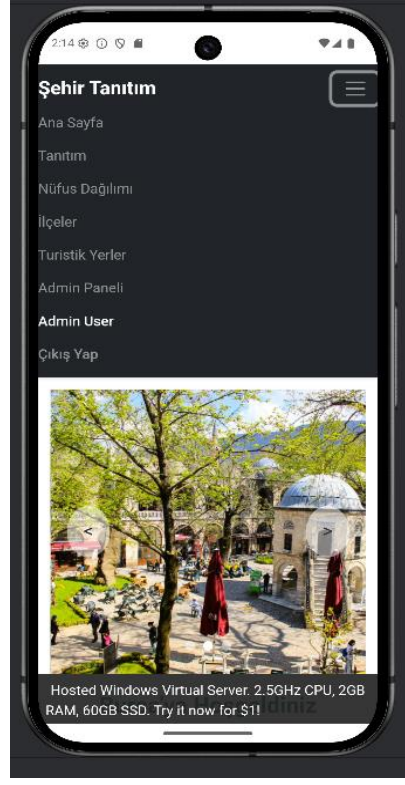 2:14
Şehir Tanıtım
Ana Sayfa
Tanıtım
Nüfus Dağılımı
İlçeler
Turistik Yerler
Admin Paneli
Admin User
Çıkış Yap
<
>
Hosted Windows Virtual Server. 2.5GHz CPU, 2GB
RAM, 60GB SSD. Try it now for $1!